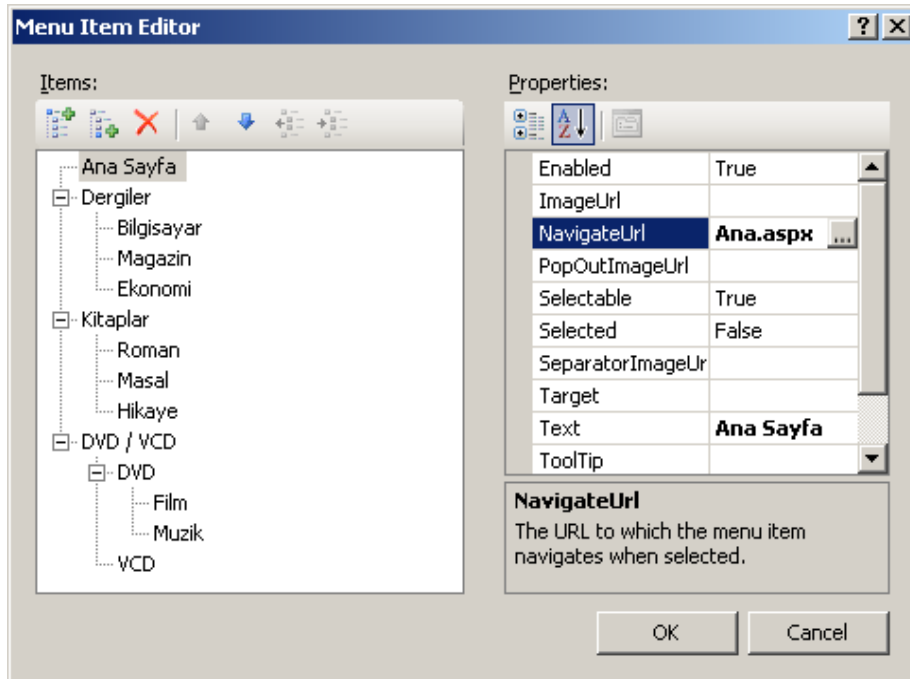 Menu Item Editor
Items:
Ana Sayfa
Dergiler
Bilgisayar
Magazin
Ekonomi
Kitaplar
Roman
Masal
Hikaye
DVD / VCD
DVD
Film
Muzik
VCD
Properties:
Enabled True
ImageUrl
NavigateUrl Ana.aspx ...
PopOutImageUrl
Selectable True
Selected False
SeparatorImageUr
Target
Text Ana Sayfa
ToolTip
NavigateUrl
The URL to which the menu item
navigates when selected.
OK Cancel